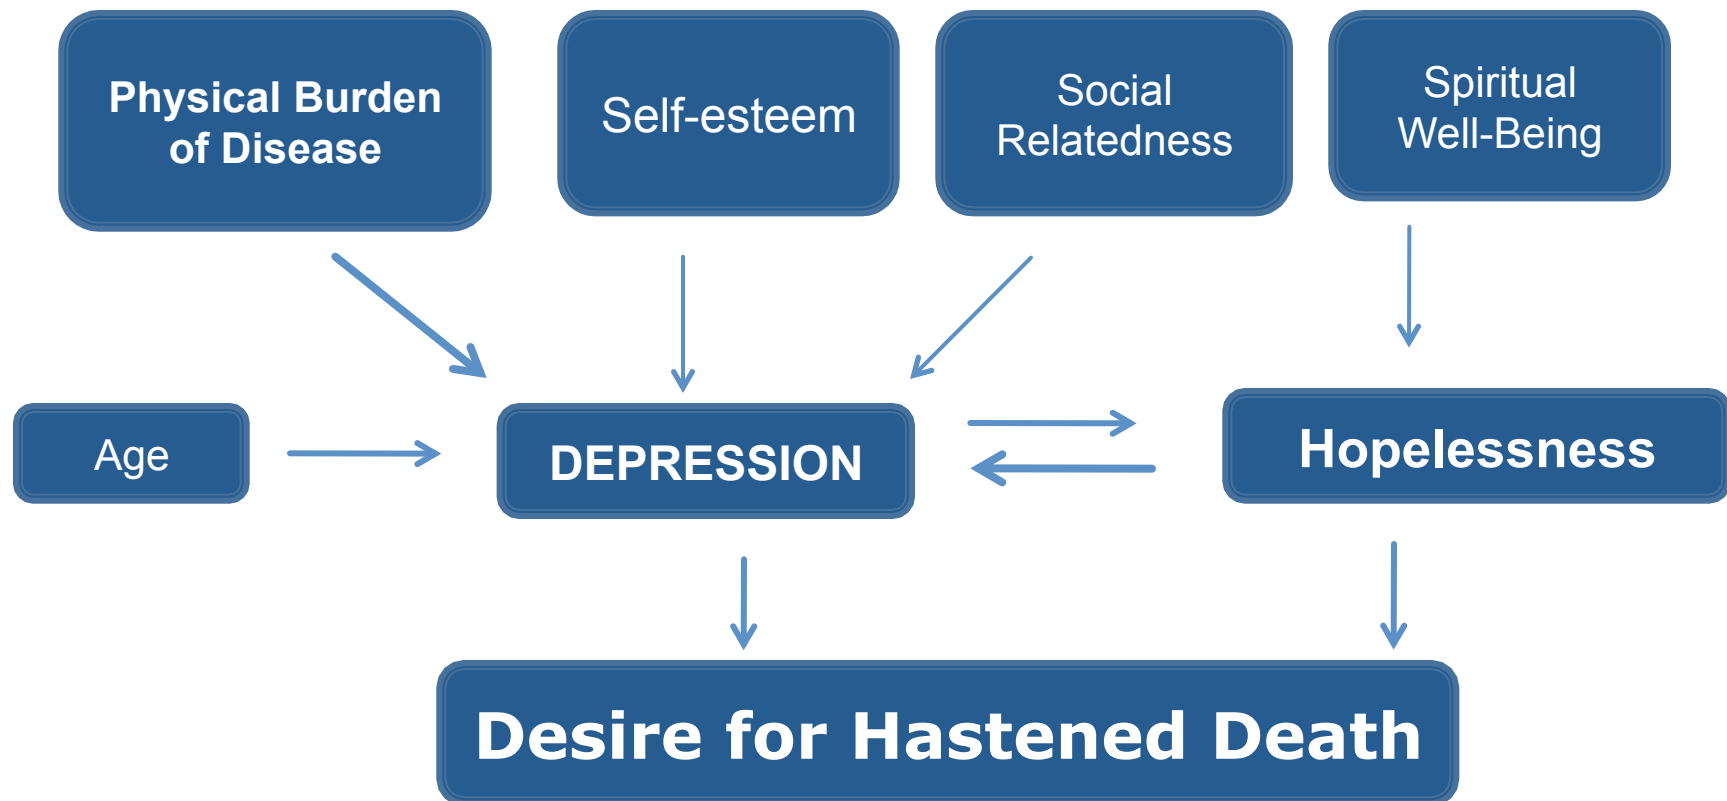 Physical Burden
of Disease
Self-esteem
Social
Relatedness
Spiritual
Well-Being
Age
DEPRESSION
Hopelessness
Desire for Hastened Death